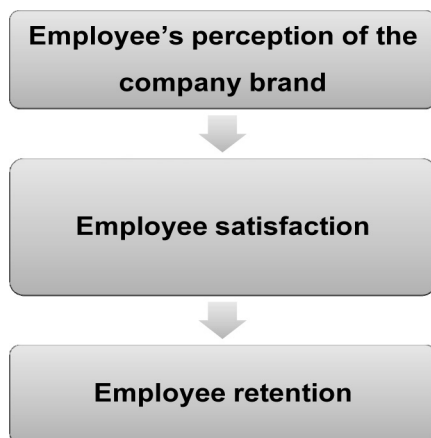 Employee’s perception of the
company brand
Employee satisfaction
Employee retention